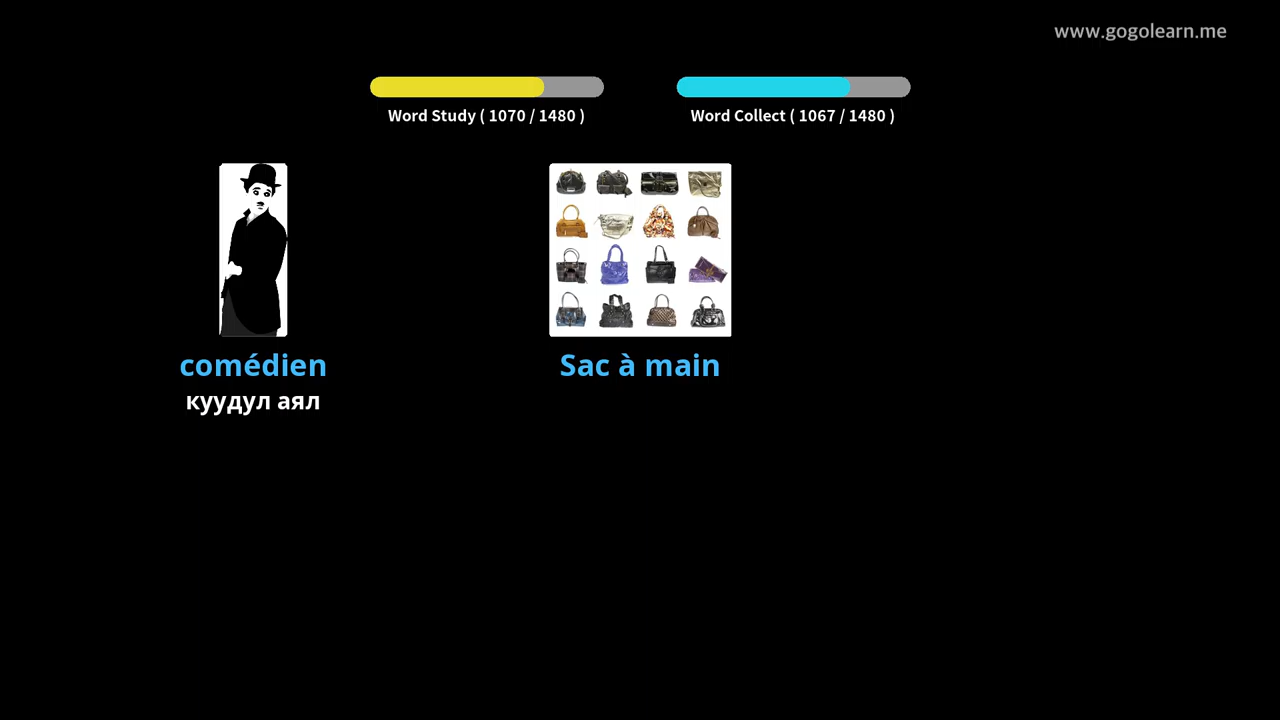 www.gogolearn.me
Word Study ( 1070 / 1480 )
Word Collect ( 1067 / 1480 )
comédien
куудул аял
Sac à main